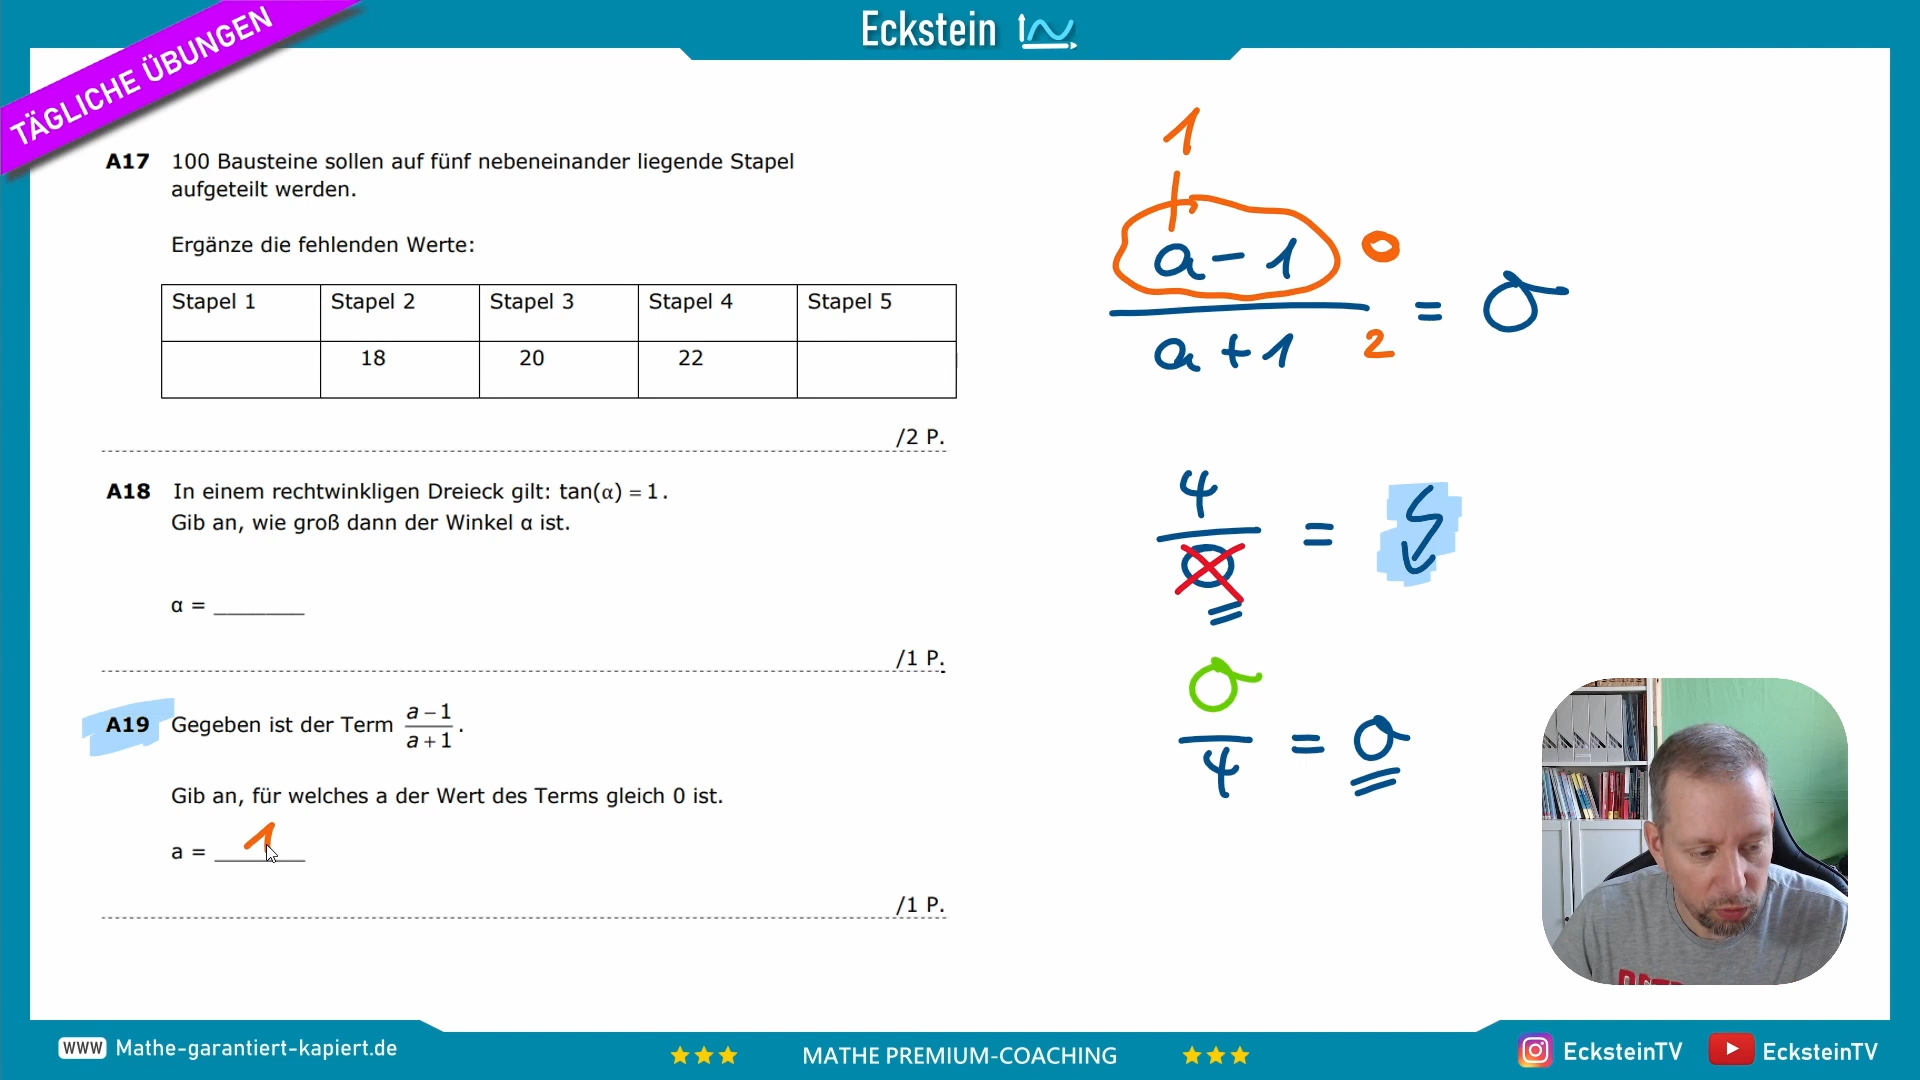 TÄGLICHE ÜBUNGEN
Eckstein
A17 100 Bausteine sollen auf fünf nebeneinander liegende Stapel
aufgeteilt werden.
Ergänze die fehlenden Werte:
Stapel 1 Stapel 2 Stapel 3 Stapel 4 Stapel 5
18 20 22
/2 P.
A18 In einem rechtwinkligen Dreieck gilt: tan(α) = 1.
Gib an, wie groß dann der Winkel α ist.
α = _______
/1 P.
A19 Gegeben ist der Term (a − 1)/(a + 1).
Gib an, für welches a der Wert des Terms gleich 0 ist.
a = 1
/1 P.
1
a - 1 0
a + 1 2
= 0
4
0 =
0
4 = 0
www Mathe-garantiert-kapiert.de
MATHE PREMIUM-COACHING
EcksteinTV
EcksteinTV